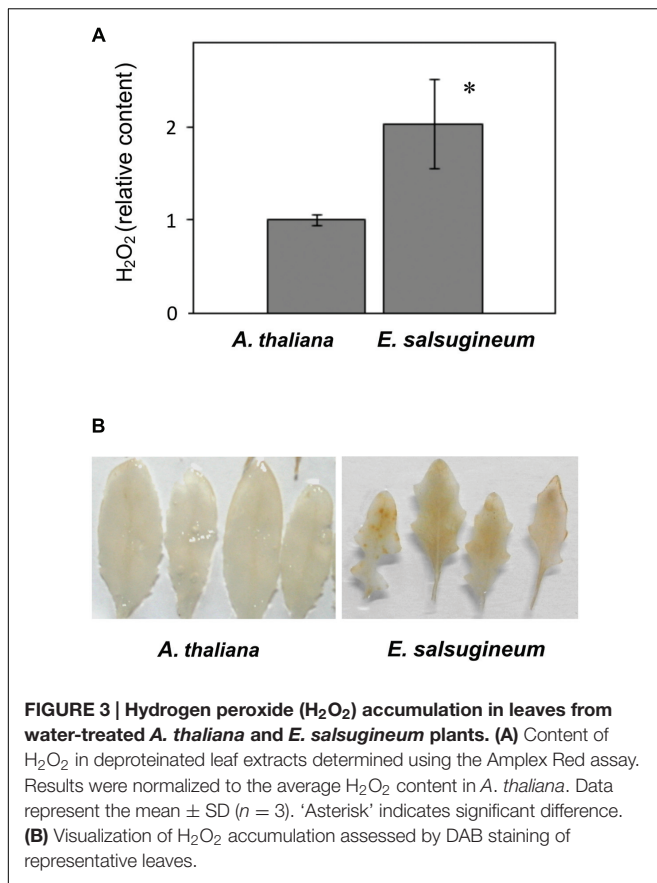 A
H₂O₂ (relative content)
2
1
0
*
A. thaliana E. salsugineum
B
A. thaliana E. salsugineum
FIGURE 3 | Hydrogen peroxide (H₂O₂) accumulation in leaves from
water-treated A. thaliana and E. salsugineum plants. (A) Content of
H₂O₂ in deproteinated leaf extracts determined using the Amplex Red assay.
Results were normalized to the average H₂O₂ content in A. thaliana. Data
represent the mean ± SD (n = 3). ‘Asterisk’ indicates significant difference.
(B) Visualization of H₂O₂ accumulation assessed by DAB staining of
representative leaves.